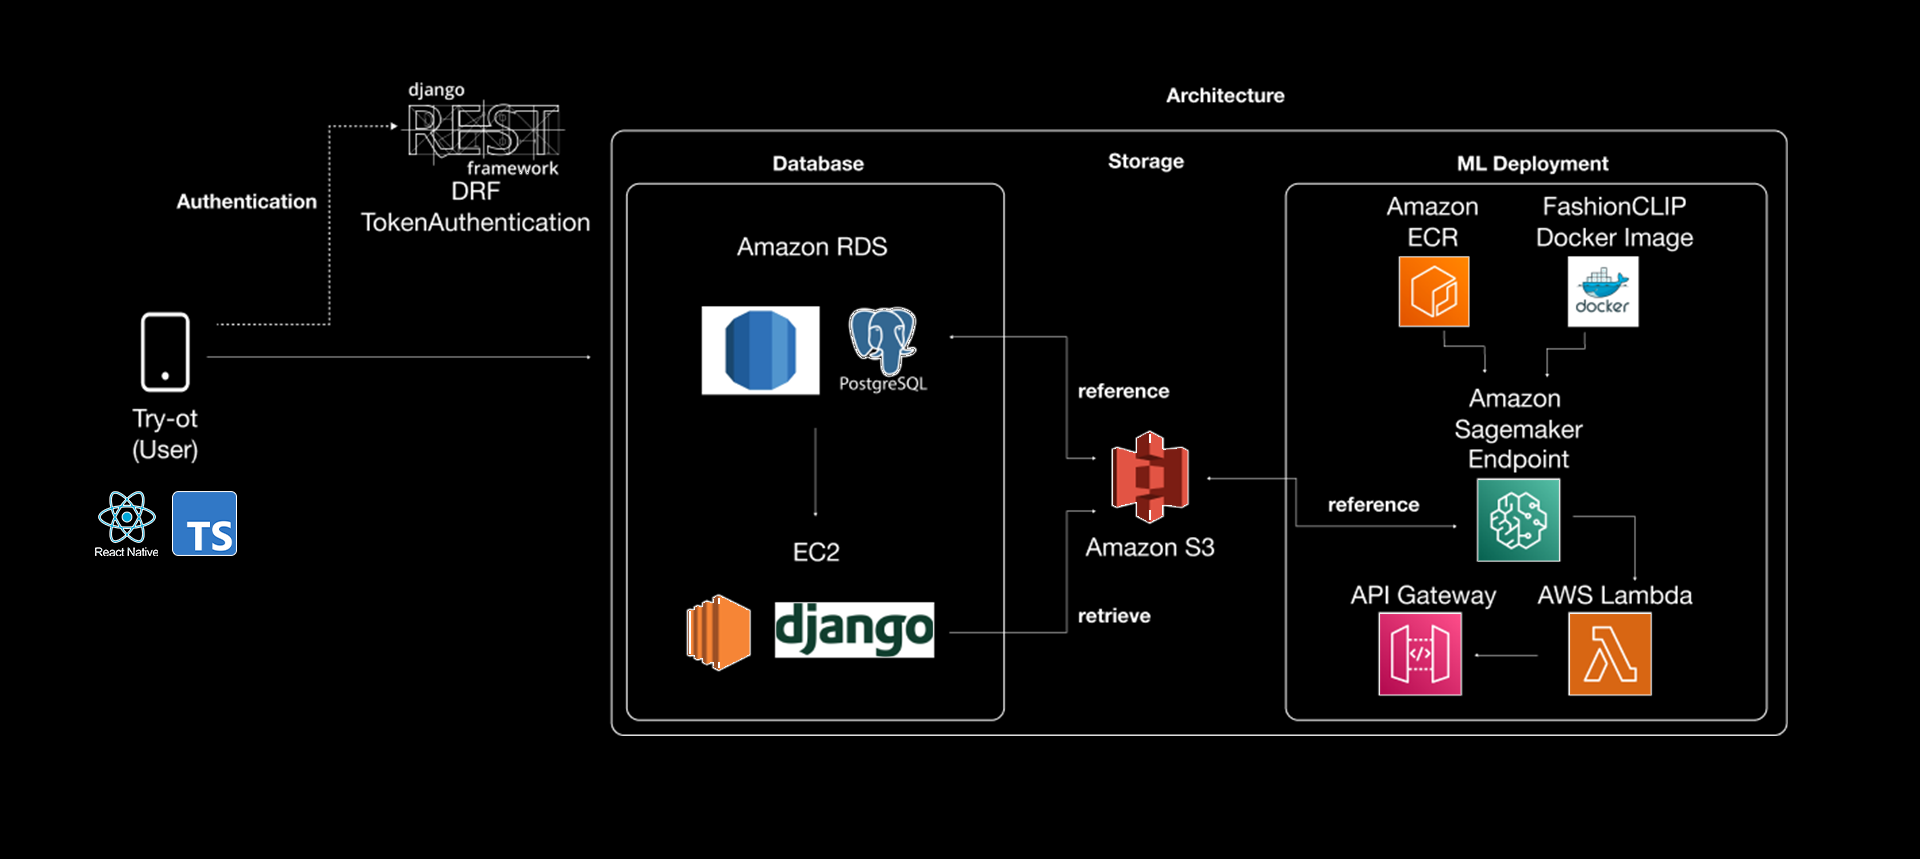 Architecture
django
REST
framework
DRF
TokenAuthentication
Authentication
Try-ot
(User)
React Native
TS
Database
Amazon RDS
PostgreSQL
EC2
django
Storage
reference
Amazon S3
retrieve
reference
ML Deployment
Amazon
ECR
FashionCLIP
Docker Image
docker
Amazon
Sagemaker
Endpoint
API Gateway
</>
AWS Lambda